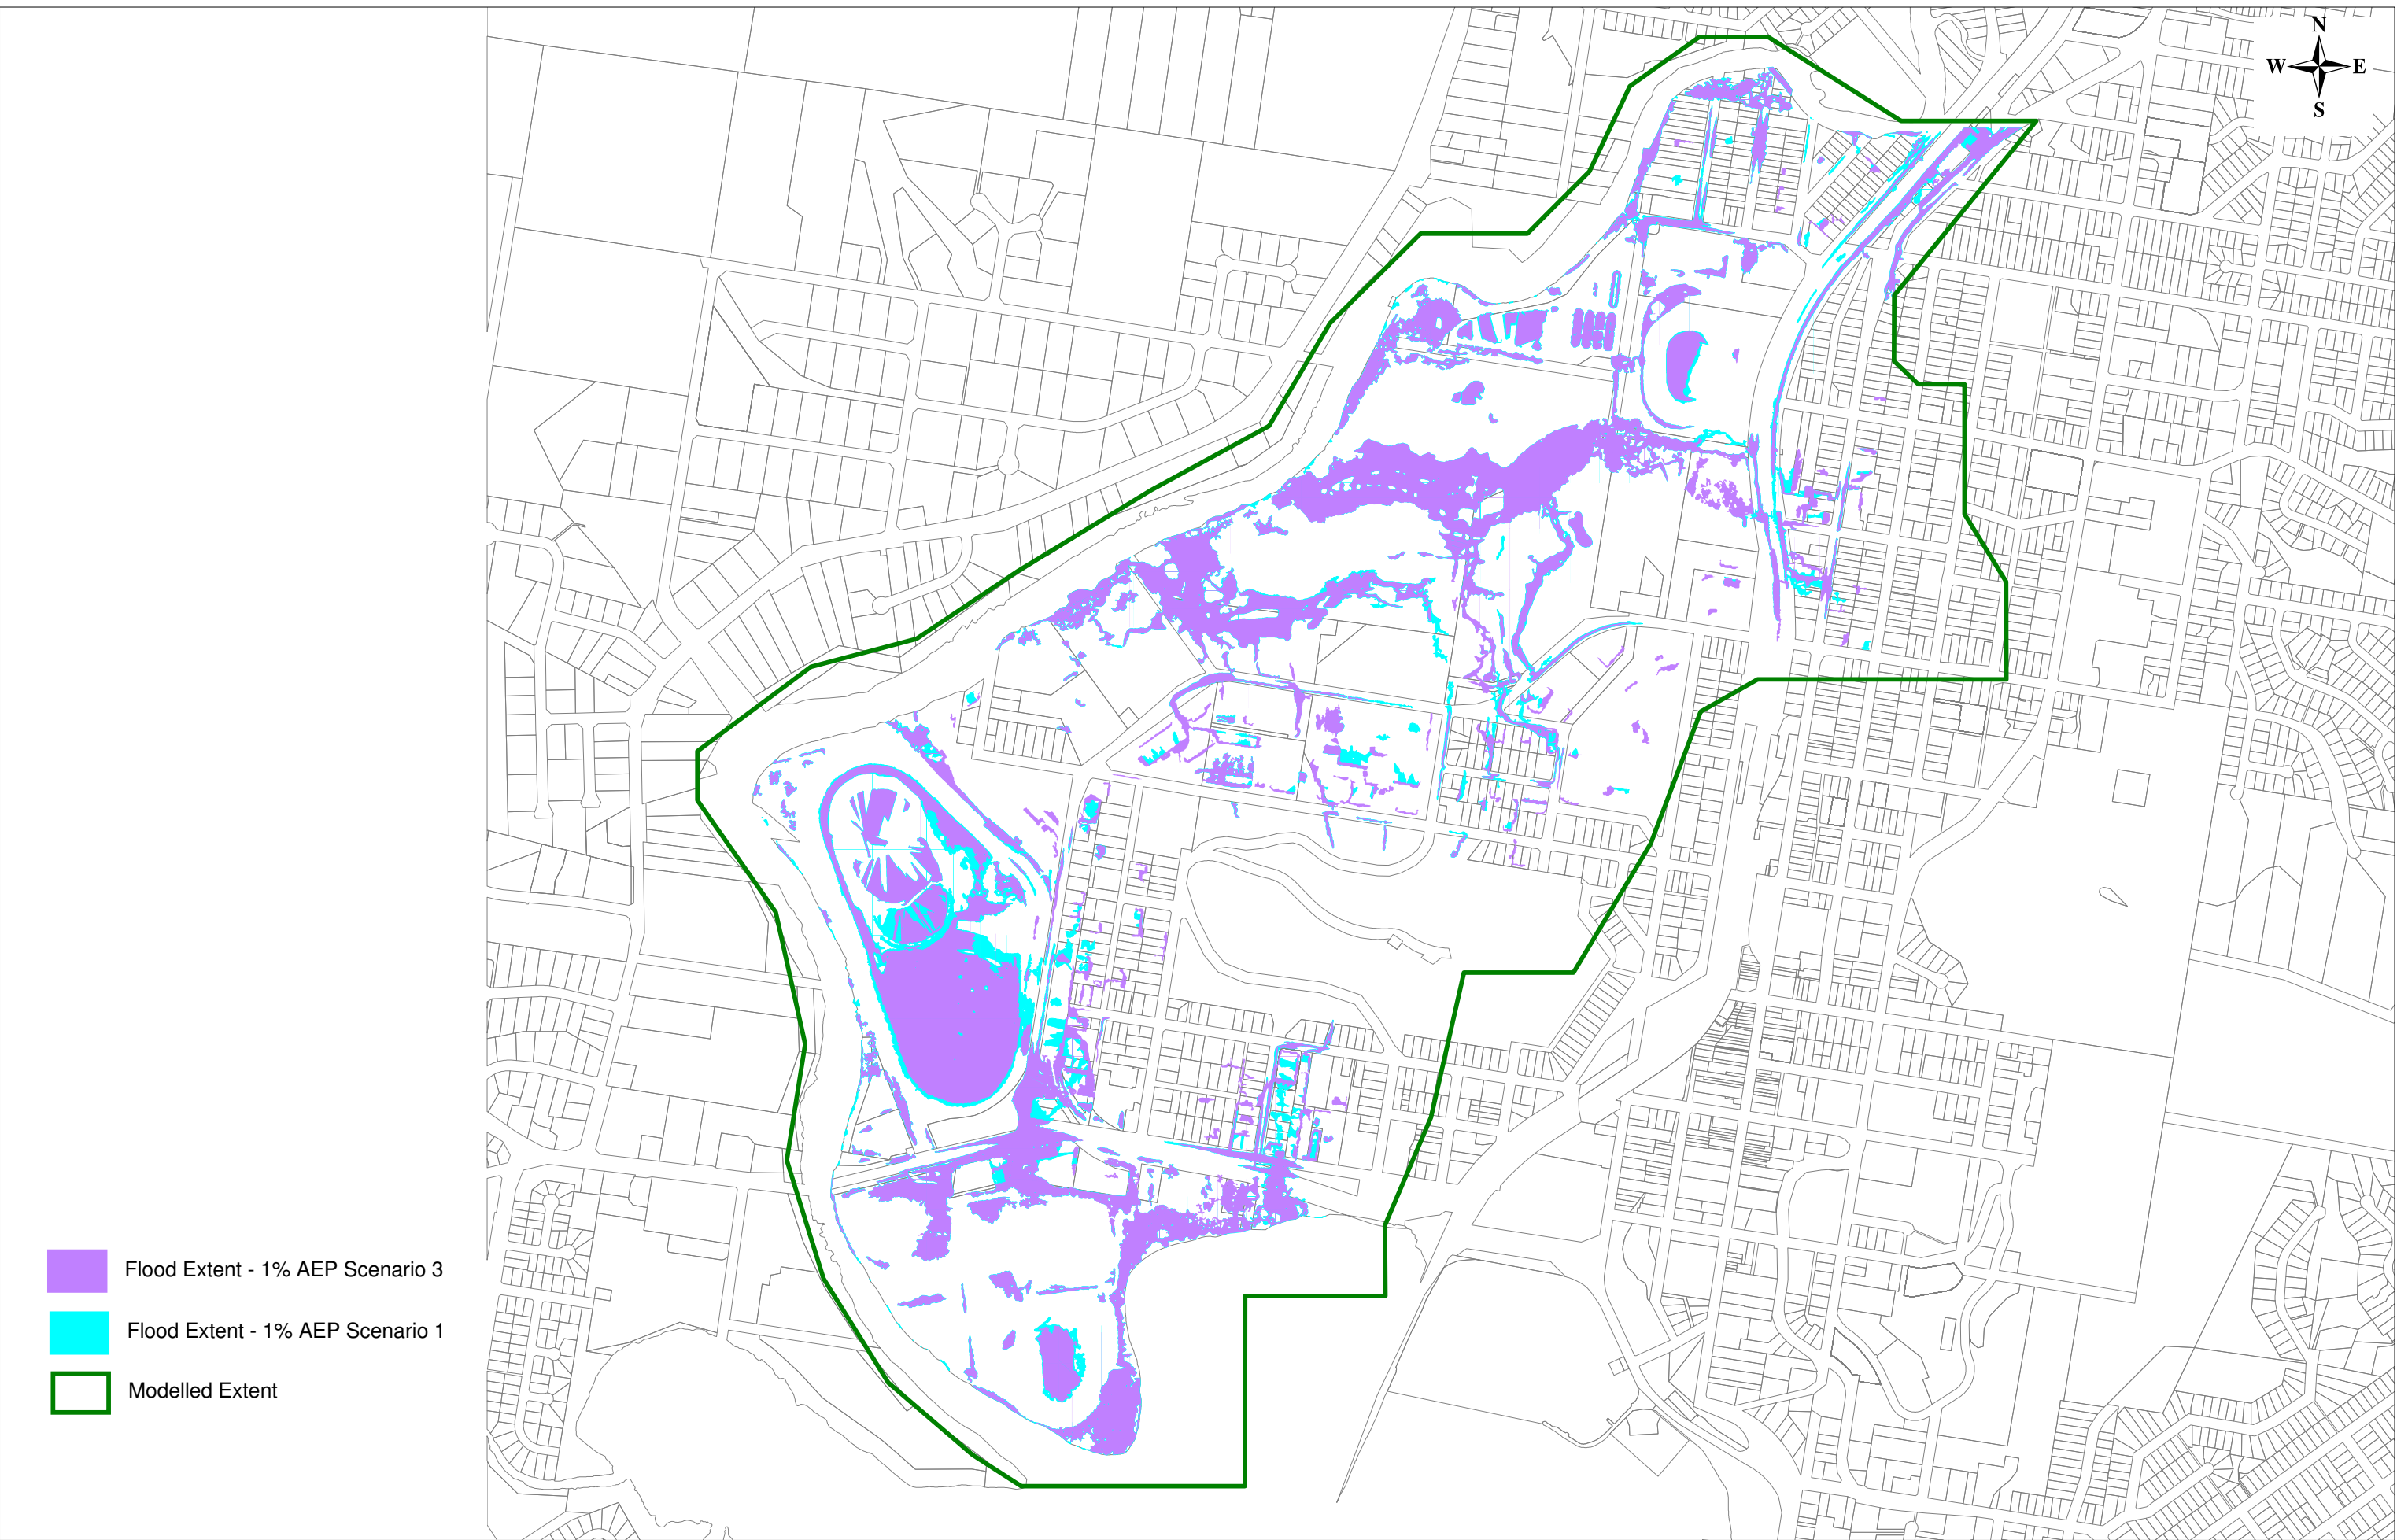 N
W E
S
Flood Extent - 1% AEP Scenario 3
Flood Extent - 1% AEP Scenario 1
Modelled Extent